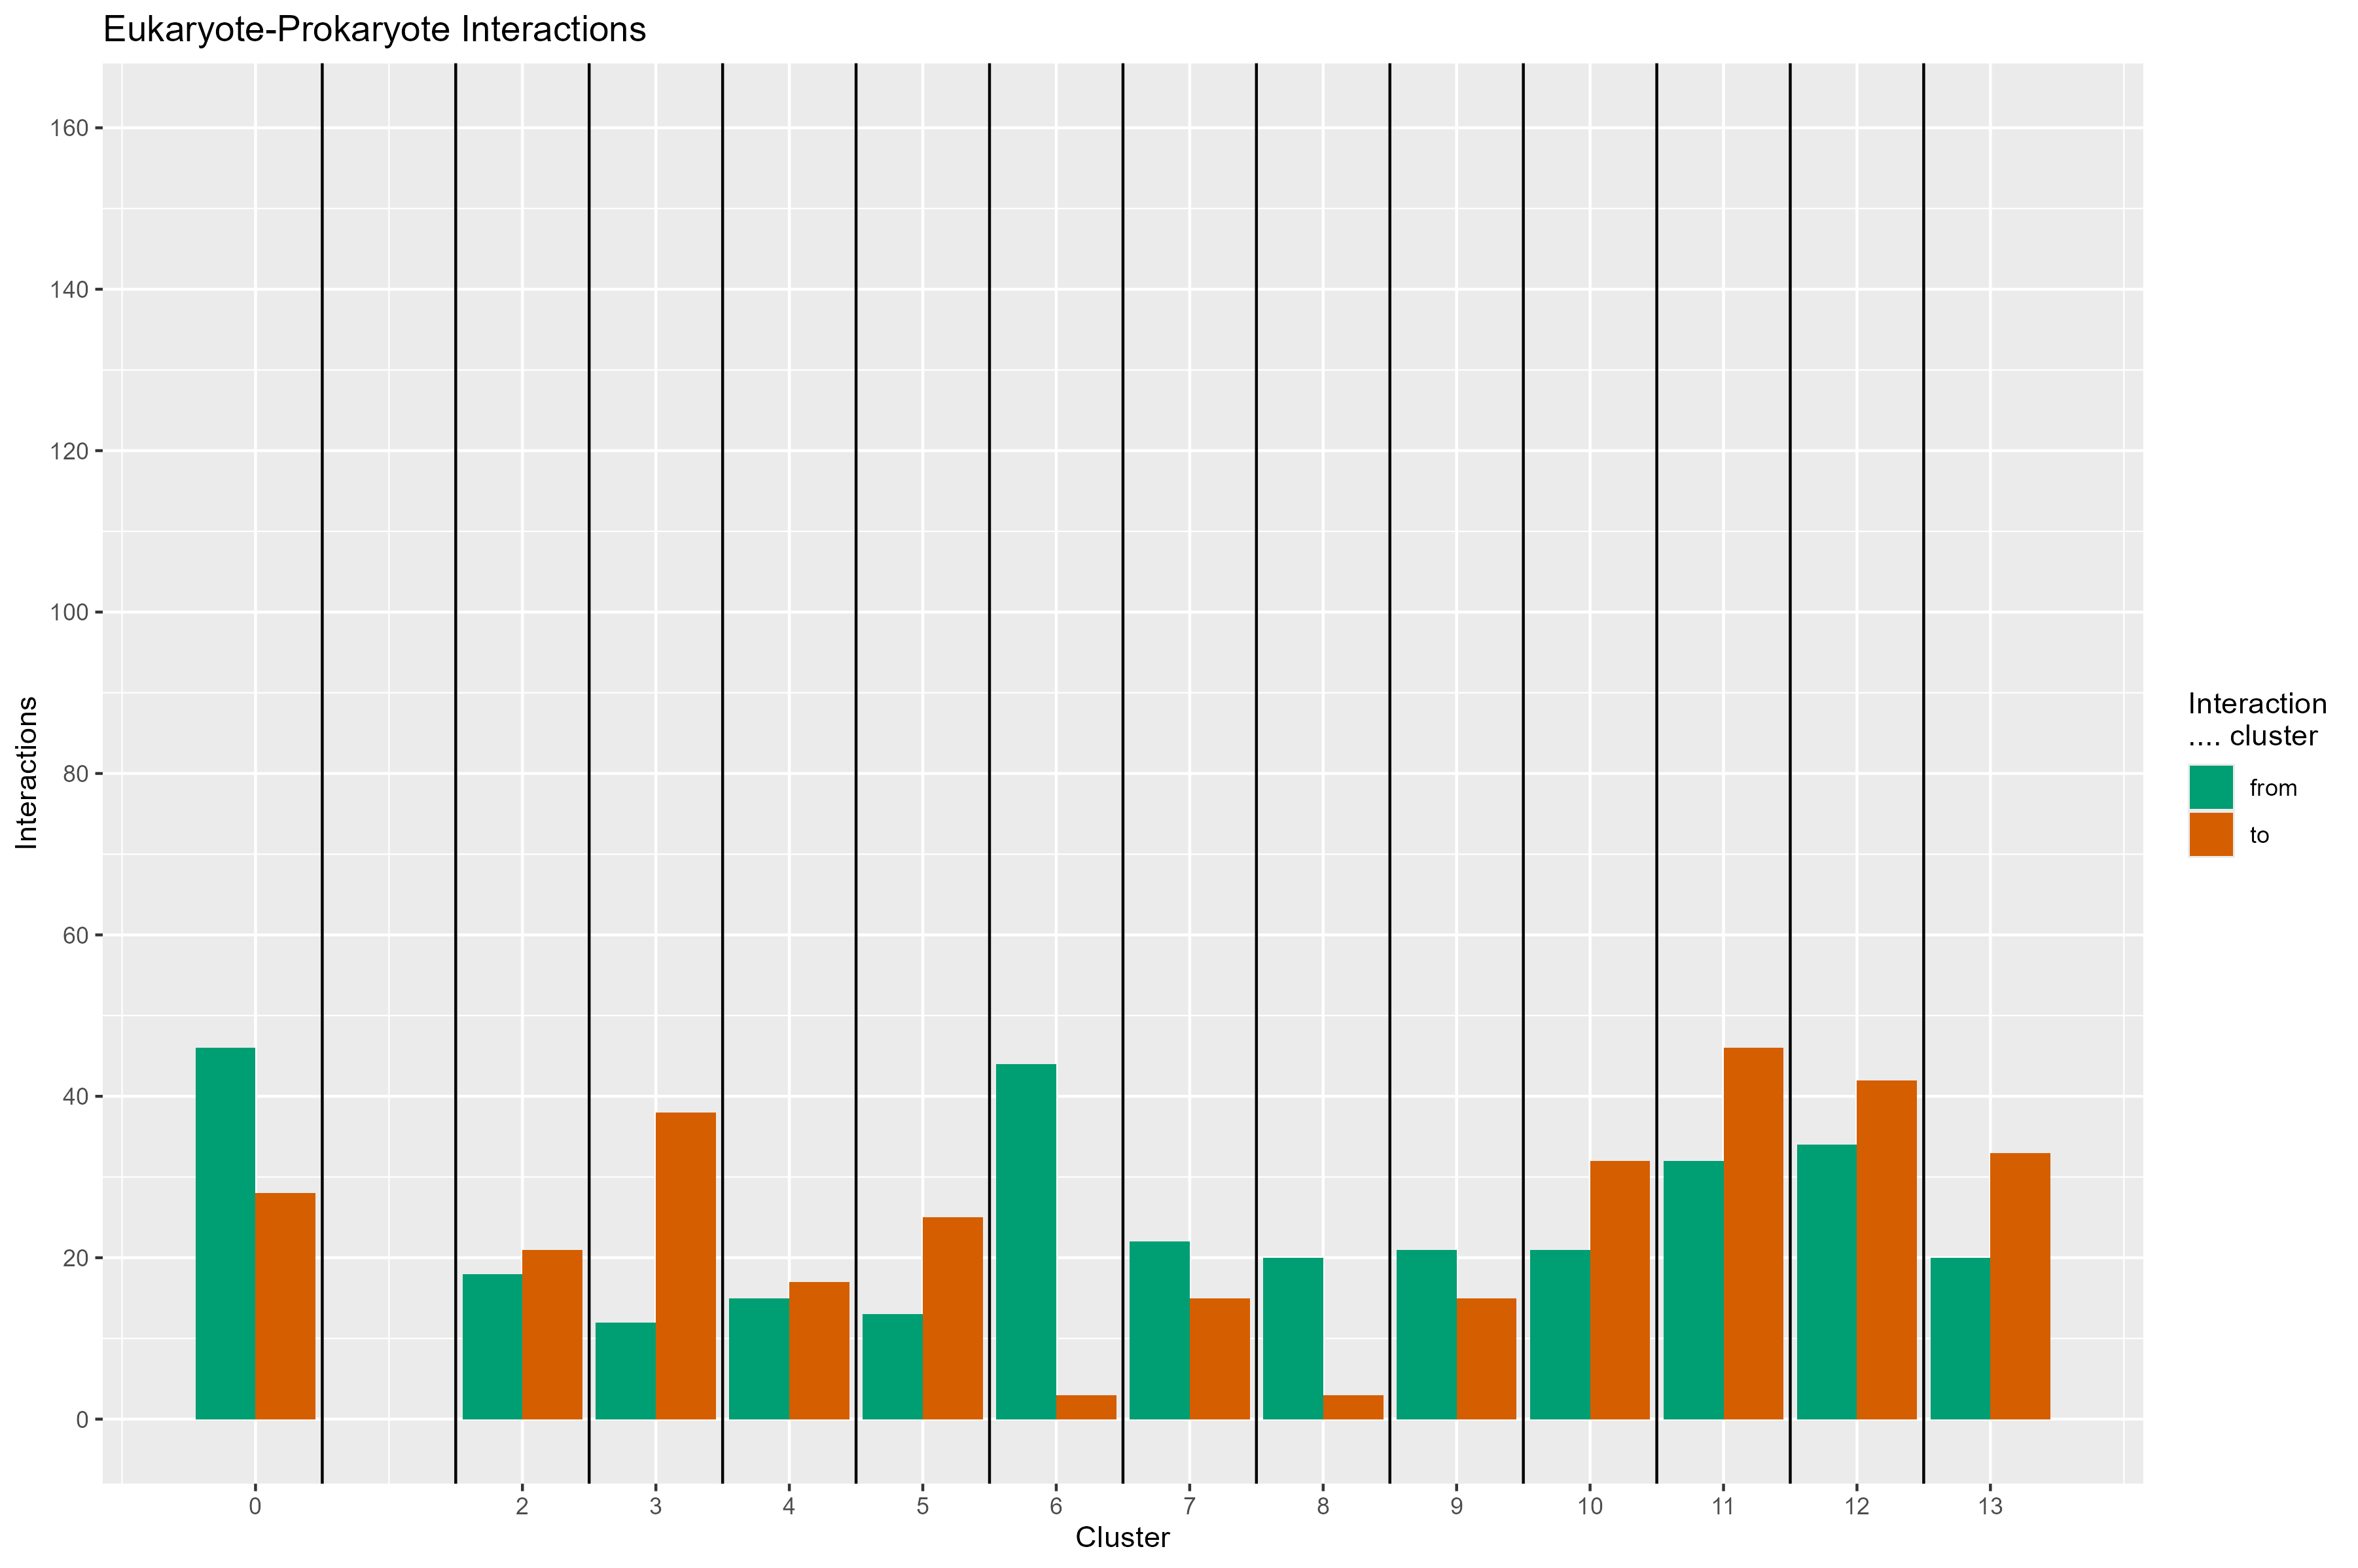 Eukaryote-Prokaryote Interactions
160
140
120
100
80
60
40
20
0
Interactions
0 2 3 4 5 6 7 8 9 10 11 12 13
Cluster
Interaction
.... cluster
from
to